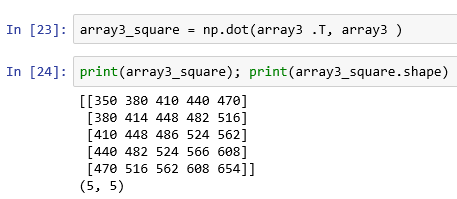 In [23]: array3_square = np.dot(array3 .T, array3 )
In [24]: print(array3_square); print(array3_square.shape)
[[350 380 410 440 470]
 [380 414 448 482 516]
 [410 448 486 524 562]
 [440 482 524 566 608]
 [470 516 562 608 654]]
(5, 5)